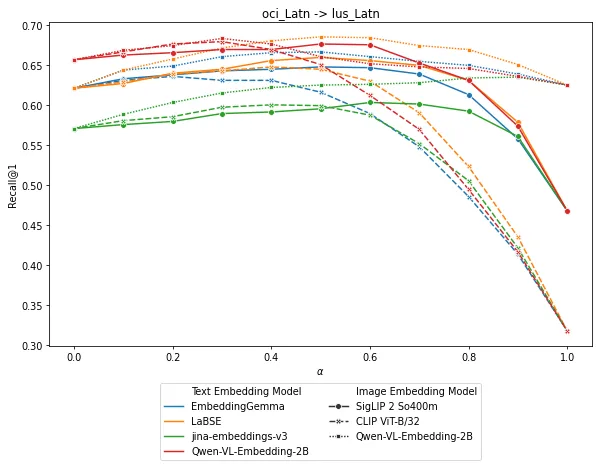 oci_Latn -> lus_Latn
Recall@1
0.70
0.65
0.60
0.55
0.50
0.45
0.40
0.35
0.30
0.0 0.2 0.4 0.6 0.8 1.0
α
Text Embedding Model
EmbeddingGemma
LaBSE
jina-embeddings-v3
Qwen-VL-Embedding-2B
Image Embedding Model
SigLIP 2 So400m
CLIP ViT-B/32
Qwen-VL-Embedding-2B